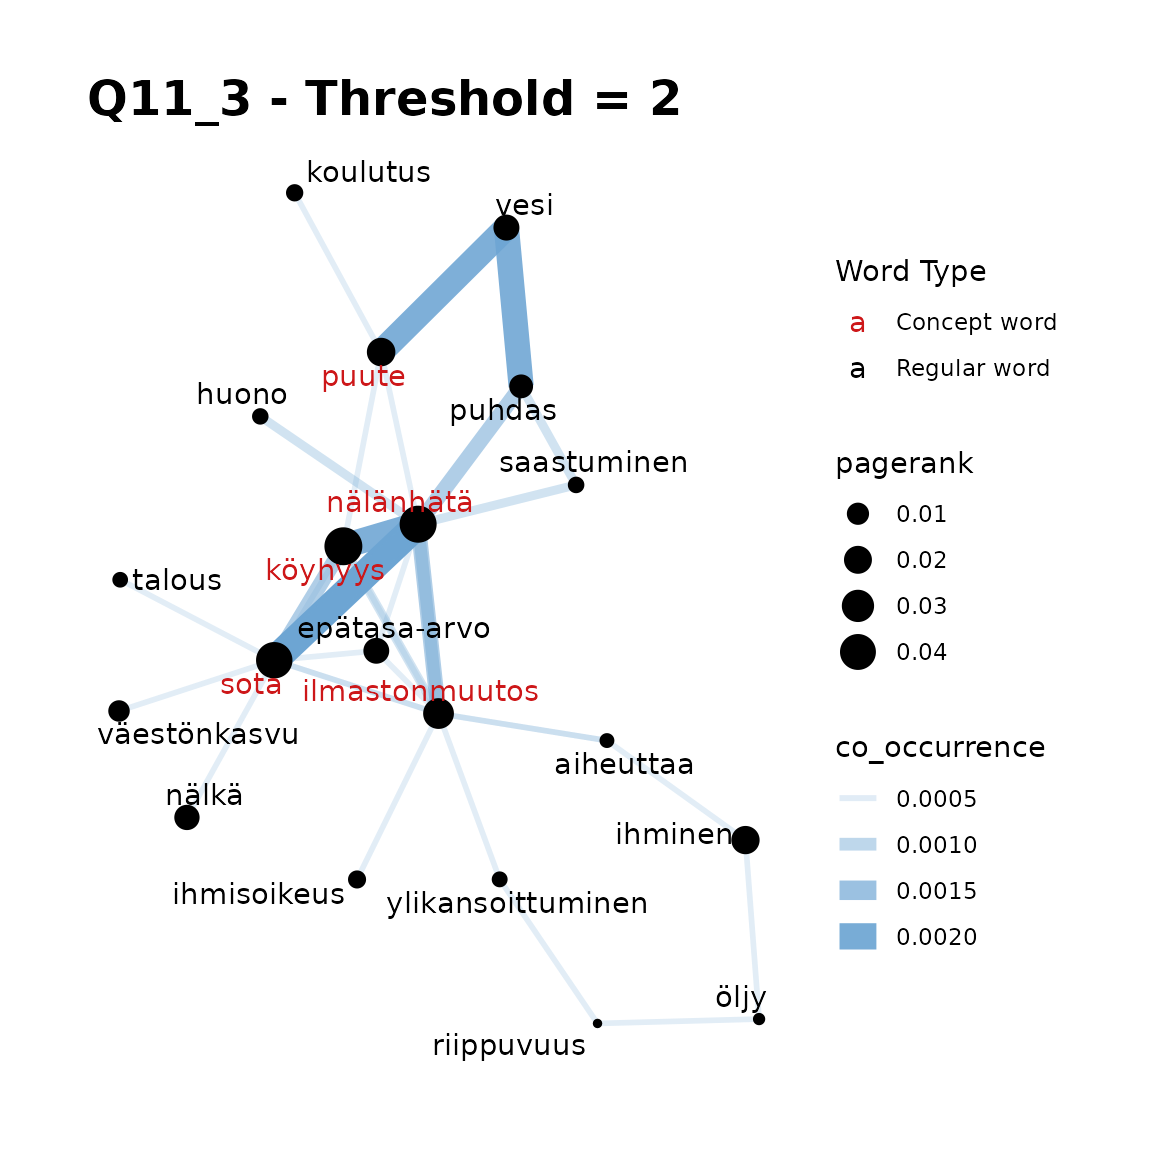 Q11_3 - Threshold = 2
koulutus
vesi
puute
huono
puhdas
saastuminen
nälänhätä
köyhyys
talous
epätasa-arvo
sota
ilmastonmuutos
väestönkasvu
aiheuttaa
nälkä
ihminen
ihmisoikeus
ylikansoittuminen
öljy
riippuvuus
Word Type
a Concept word
a Regular word
pagerank
0.01
0.02
0.03
0.04
co_occurrence
0.0005
0.0010
0.0015
0.0020